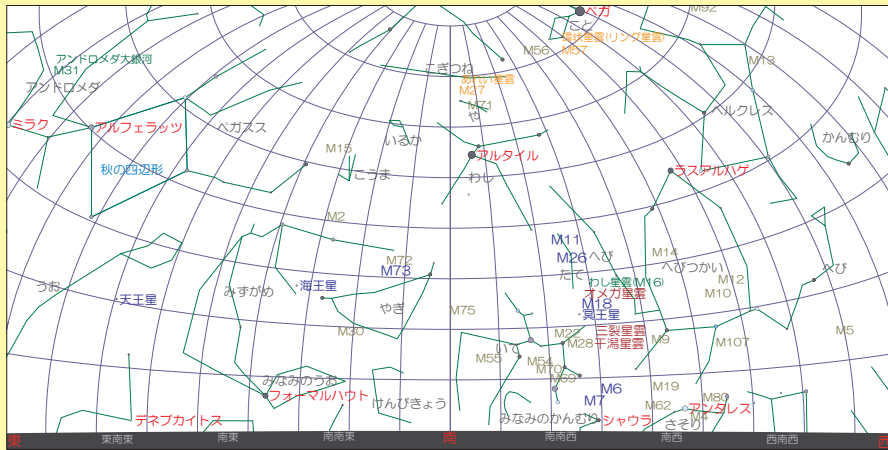 ベガ
M92
こと
環状星雲(リング星雲)
M56
M57
M13
アンドロメダ大銀河
M31
こぎつね
あれい星雲
M27
アンドロメダ
M71
や
ヘルクレス
ミラク
アルフェラッツ
ペガスス
いるか
かんむり
M15
アルタイル
秋の四辺形
こうま
わし
ラスアルハゲ
M2
M11
M72
M73
M26
へび
M14
へびつかい
へび
たて
わし星雲(M16)
M12
うお
天王星
みずがめ
海王星
オメガ星雲
M10
M18
やぎ
M75
冥王星
M30
M22
三裂星雲
M5
いて
M28
干潟星雲
M9
M107
M55
M54
M70
M69
みなみのうお
M6
M19
フォーマルハウト
けんびきょう
M7
M62
M80
アンタレス
デネブカイトス
みなみのかんむり
シャウラ
M4
さそり
東
東南東
南東
南南東
南
南南西
南西
西南西
西